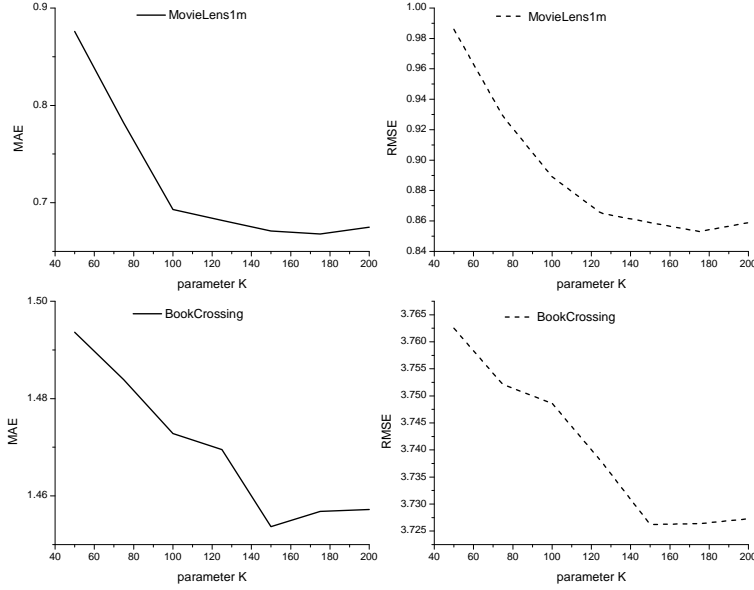 MovieLens1m
0.9
0.8
0.7
MAE
40 60 80 100 120 140 160 180 200
parameter K
MovieLens1m
1.00
0.98
0.96
0.94
0.92
0.90
0.88
0.86
0.84
RMSE
40 60 80 100 120 140 160 180 200
parameter K
BookCrossing
1.50
1.48
1.46
MAE
40 60 80 100 120 140 160 180 200
parameter K
BookCrossing
3.765
3.760
3.755
3.750
3.745
3.740
3.735
3.730
3.725
RMSE
40 60 80 100 120 140 160 180 200
parameter K